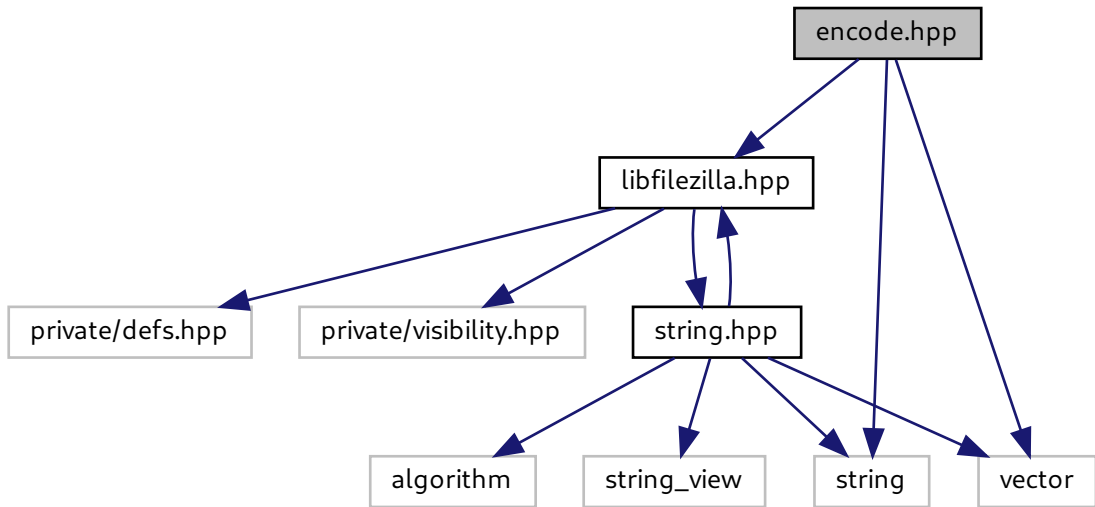 encode.hpp
libfilezilla.hpp
private/defs.hpp
private/visibility.hpp
string.hpp
algorithm
string_view
string
vector